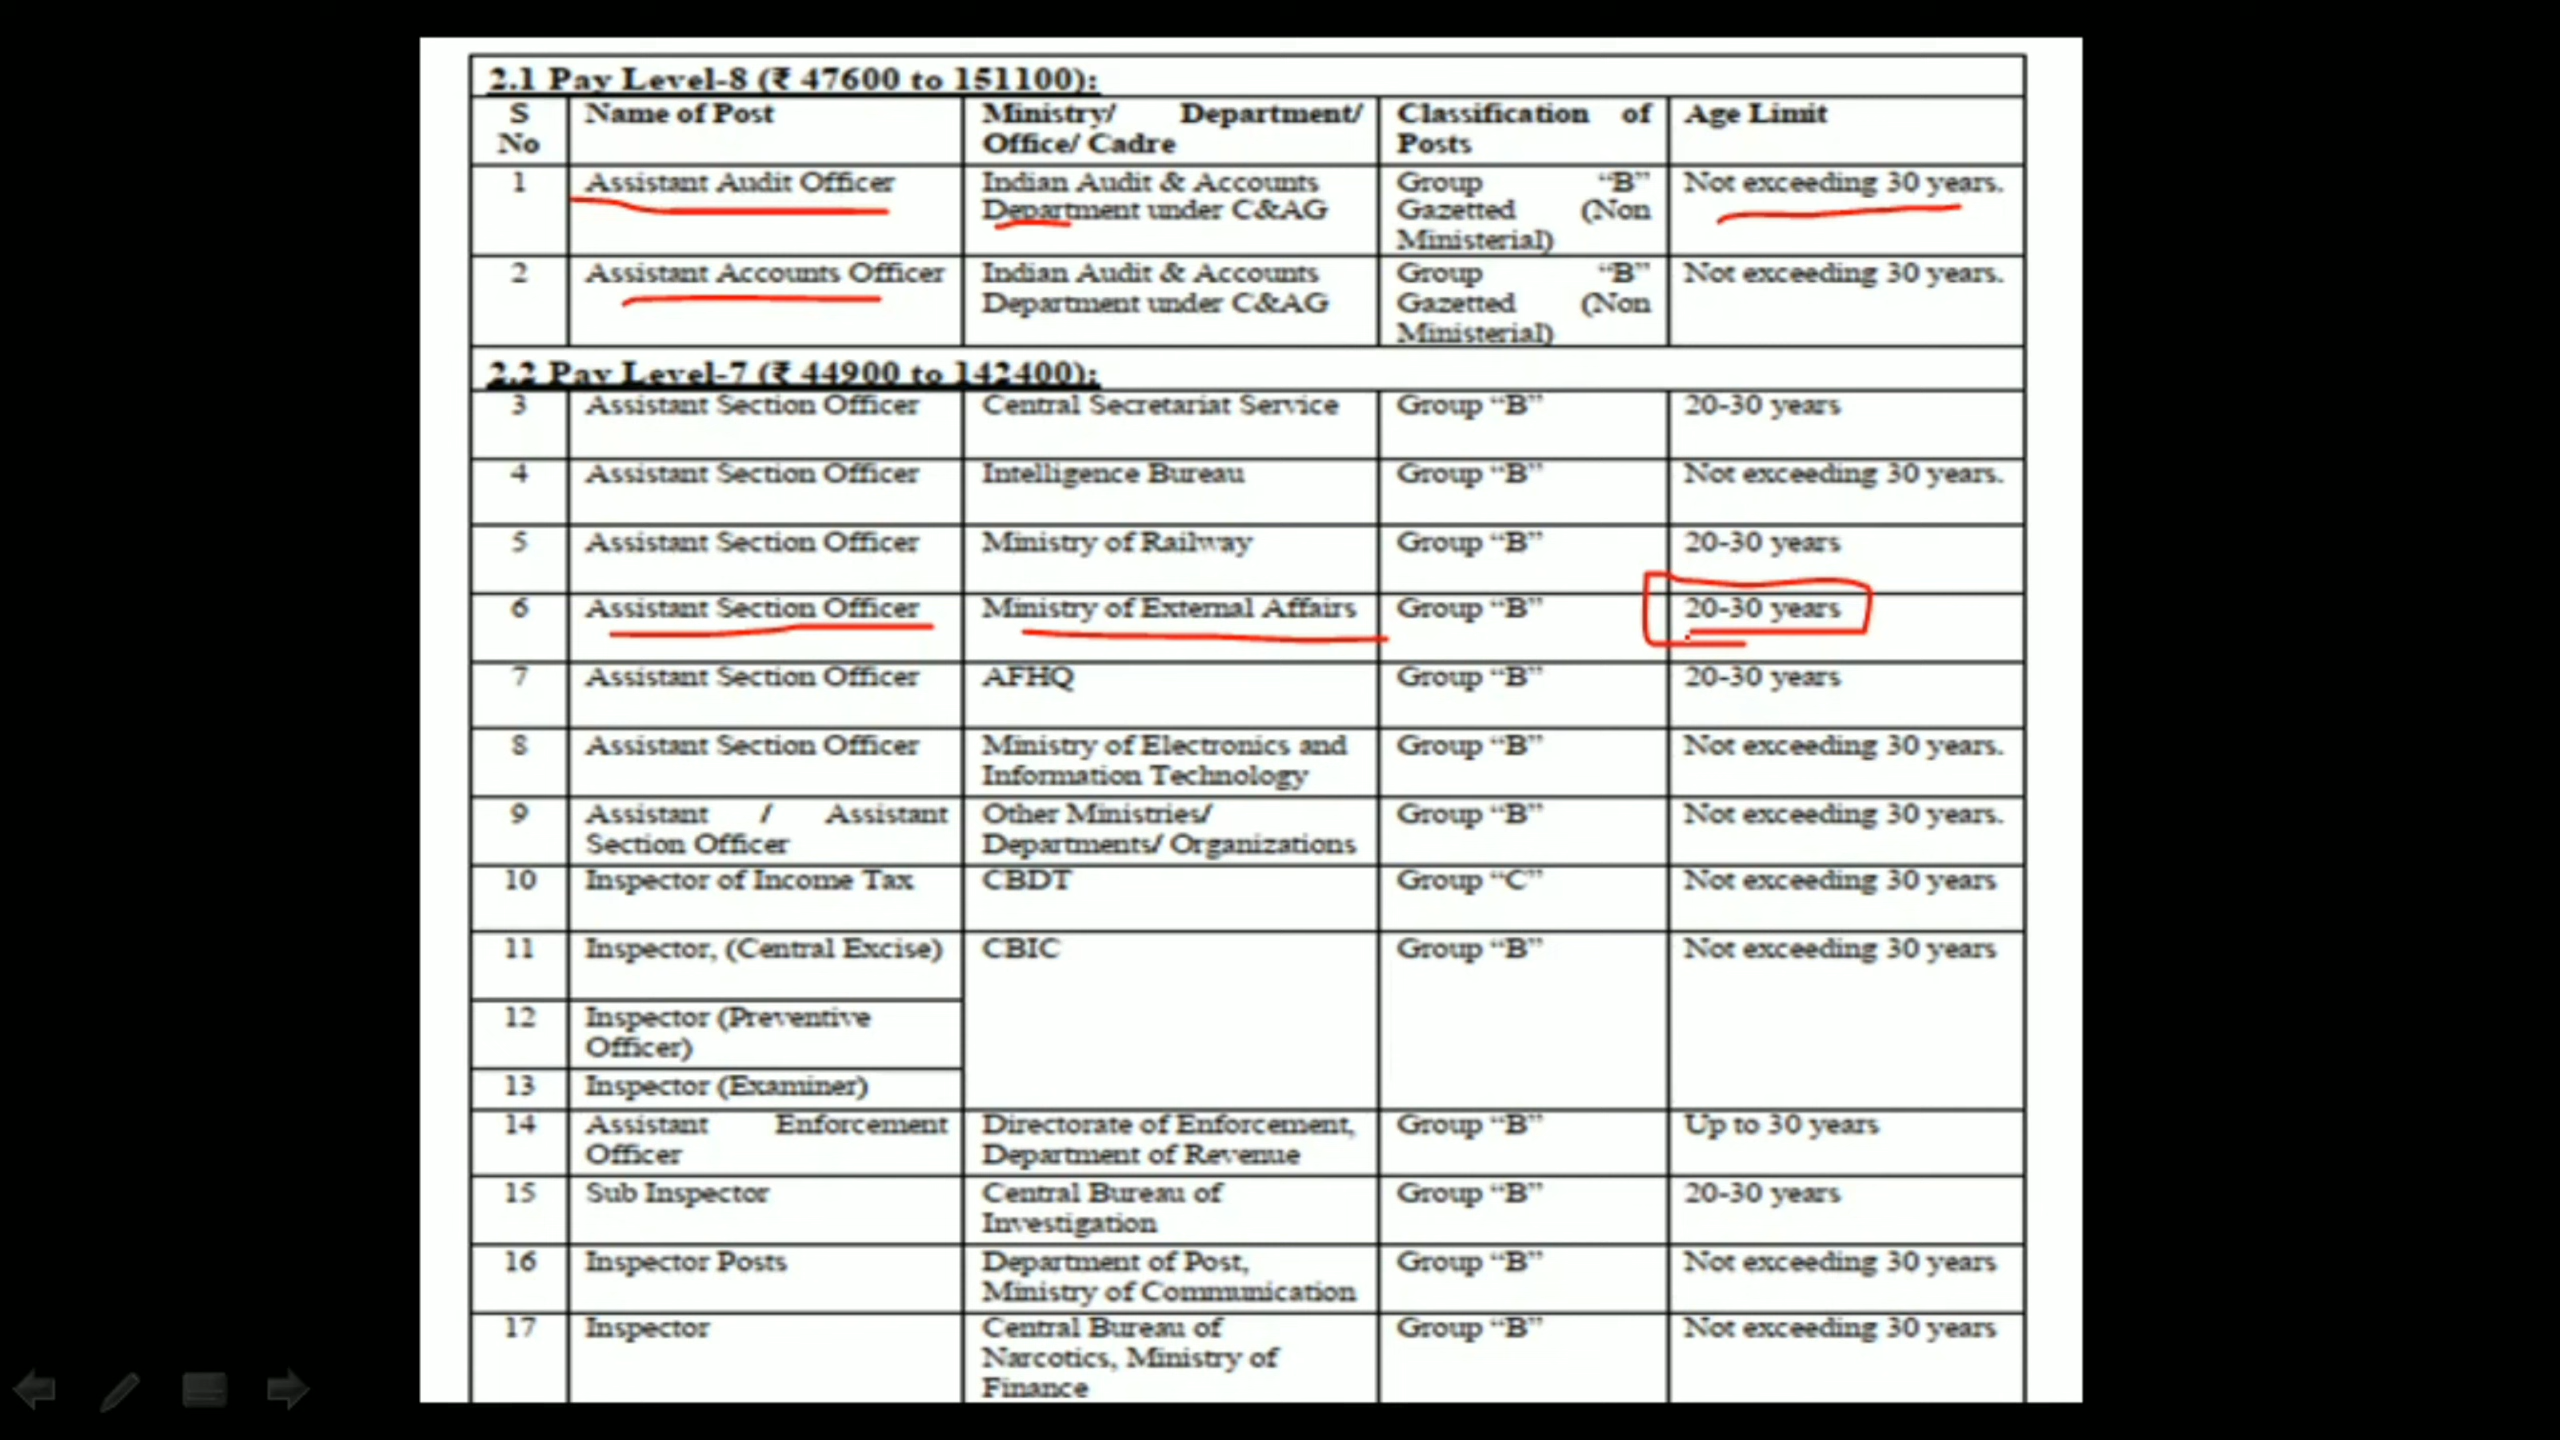 2.1 Pay Level-8 (₹ 47600 to 151100):
S No Name of Post Ministry/ Department/ Office/ Cadre Classification of Posts Age Limit
1 Assistant Audit Officer Indian Audit & Accounts Department under C&AG Group “B” Gazetted (Non Ministerial) Not exceeding 30 years.
2 Assistant Accounts Officer Indian Audit & Accounts Department under C&AG Group “B” Gazetted (Non Ministerial) Not exceeding 30 years.
2.2 Pay Level-7 (₹ 44900 to 142400):
3 Assistant Section Officer Central Secretariat Service Group “B” 20-30 years
4 Assistant Section Officer Intelligence Bureau Group “B” Not exceeding 30 years.
5 Assistant Section Officer Ministry of Railway Group “B” 20-30 years
6 Assistant Section Officer Ministry of External Affairs Group “B” 20-30 years
7 Assistant Section Officer AFHQ Group “B” 20-30 years
8 Assistant Section Officer Ministry of Electronics and Information Technology Group “B” Not exceeding 30 years.
9 Assistant / Assistant Section Officer Other Ministries/ Departments/ Organizations Group “B” Not exceeding 30 years.
10 Inspector of Income Tax CBDT Group “C” Not exceeding 30 years
11 Inspector, (Central Excise) CBIC Group “B” Not exceeding 30 years
12 Inspector (Preventive Officer)
13 Inspector (Examiner)
14 Assistant Enforcement Officer Directorate of Enforcement, Department of Revenue Group “B” Up to 30 years
15 Sub Inspector Central Bureau of Investigation Group “B” 20-30 years
16 Inspector Posts Department of Post, Ministry of Communication Group “B” Not exceeding 30 years
17 Inspector Central Bureau of Narcotics, Ministry of Finance Group “B” Not exceeding 30 years